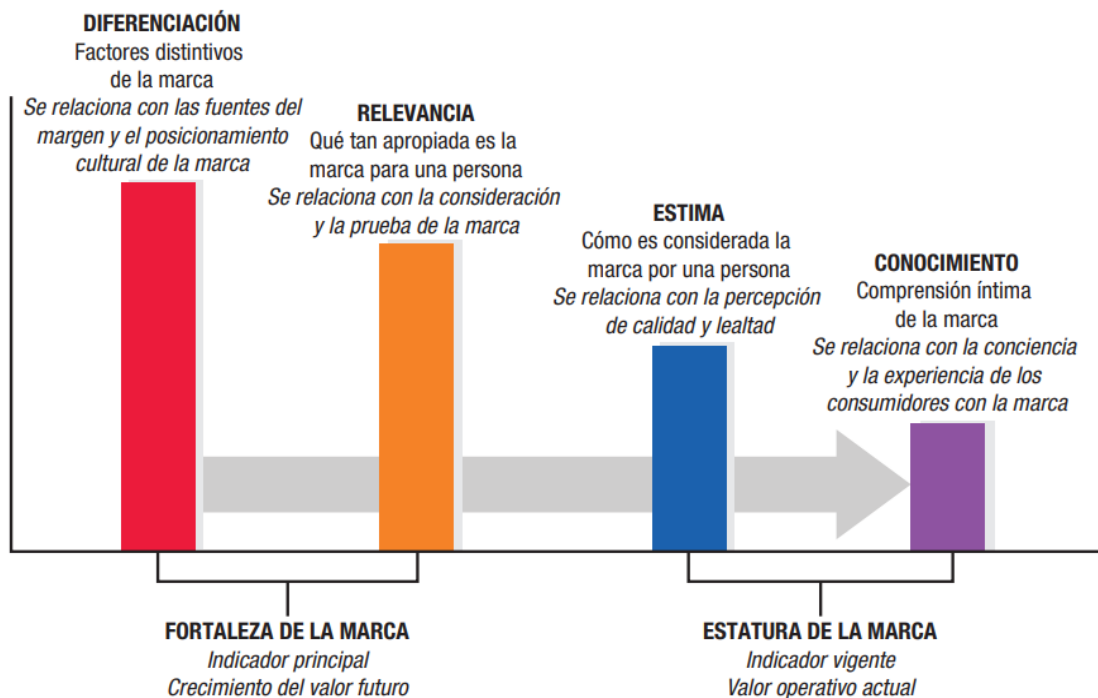 DIFERENCIACIÓN
Factores distintivos
de la marca
Se relaciona con las fuentes del
margen y el posicionamiento
cultural de la marca
RELEVANCIA
Qué tan apropiada es la
marca para una persona
Se relaciona con la consideración
y la prueba de la marca
ESTIMA
Cómo es considerada la
marca por una persona
Se relaciona con la percepción
de calidad y lealtad
CONOCIMIENTO
Comprensión íntima
de la marca
Se relaciona con la conciencia
y la experiencia de los
consumidores con la marca
FORTALEZA DE LA MARCA
Indicador principal
Crecimiento del valor futuro
ESTATURA DE LA MARCA
Indicador vigente
Valor operativo actual